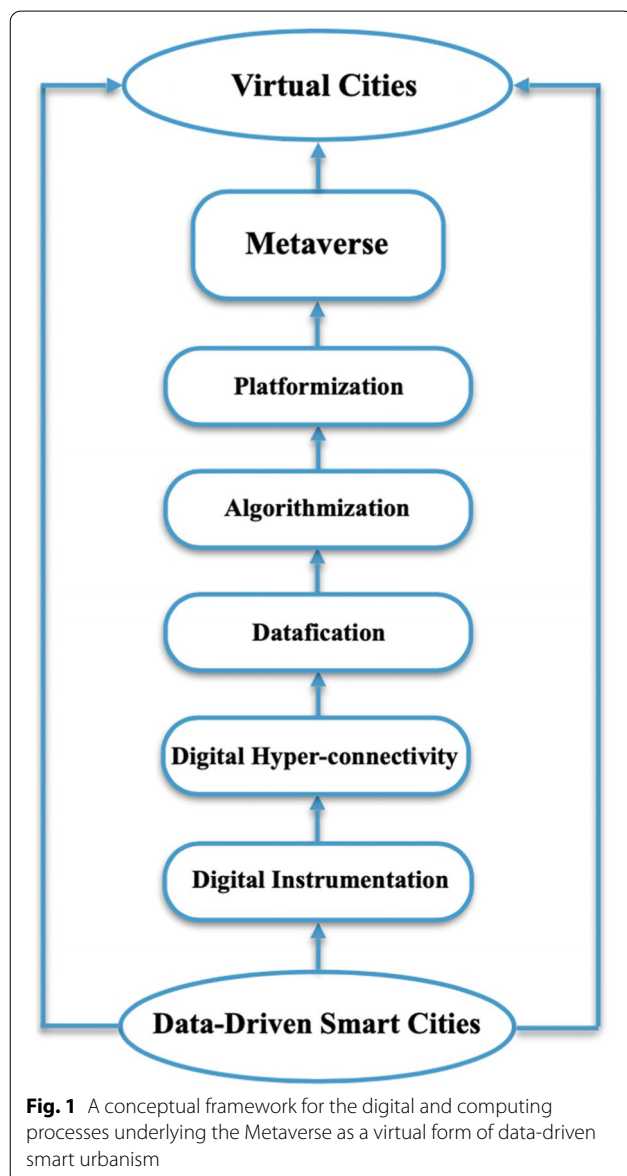 Virtual Cities
Metaverse
Platformization
Algorithmization
Datafication
Digital Hyper-connectivity
Digital Instrumentation
Data-Driven Smart Cities
Fig. 1 A conceptual framework for the digital and computing
processes underlying the Metaverse as a virtual form of data-driven
smart urbanism